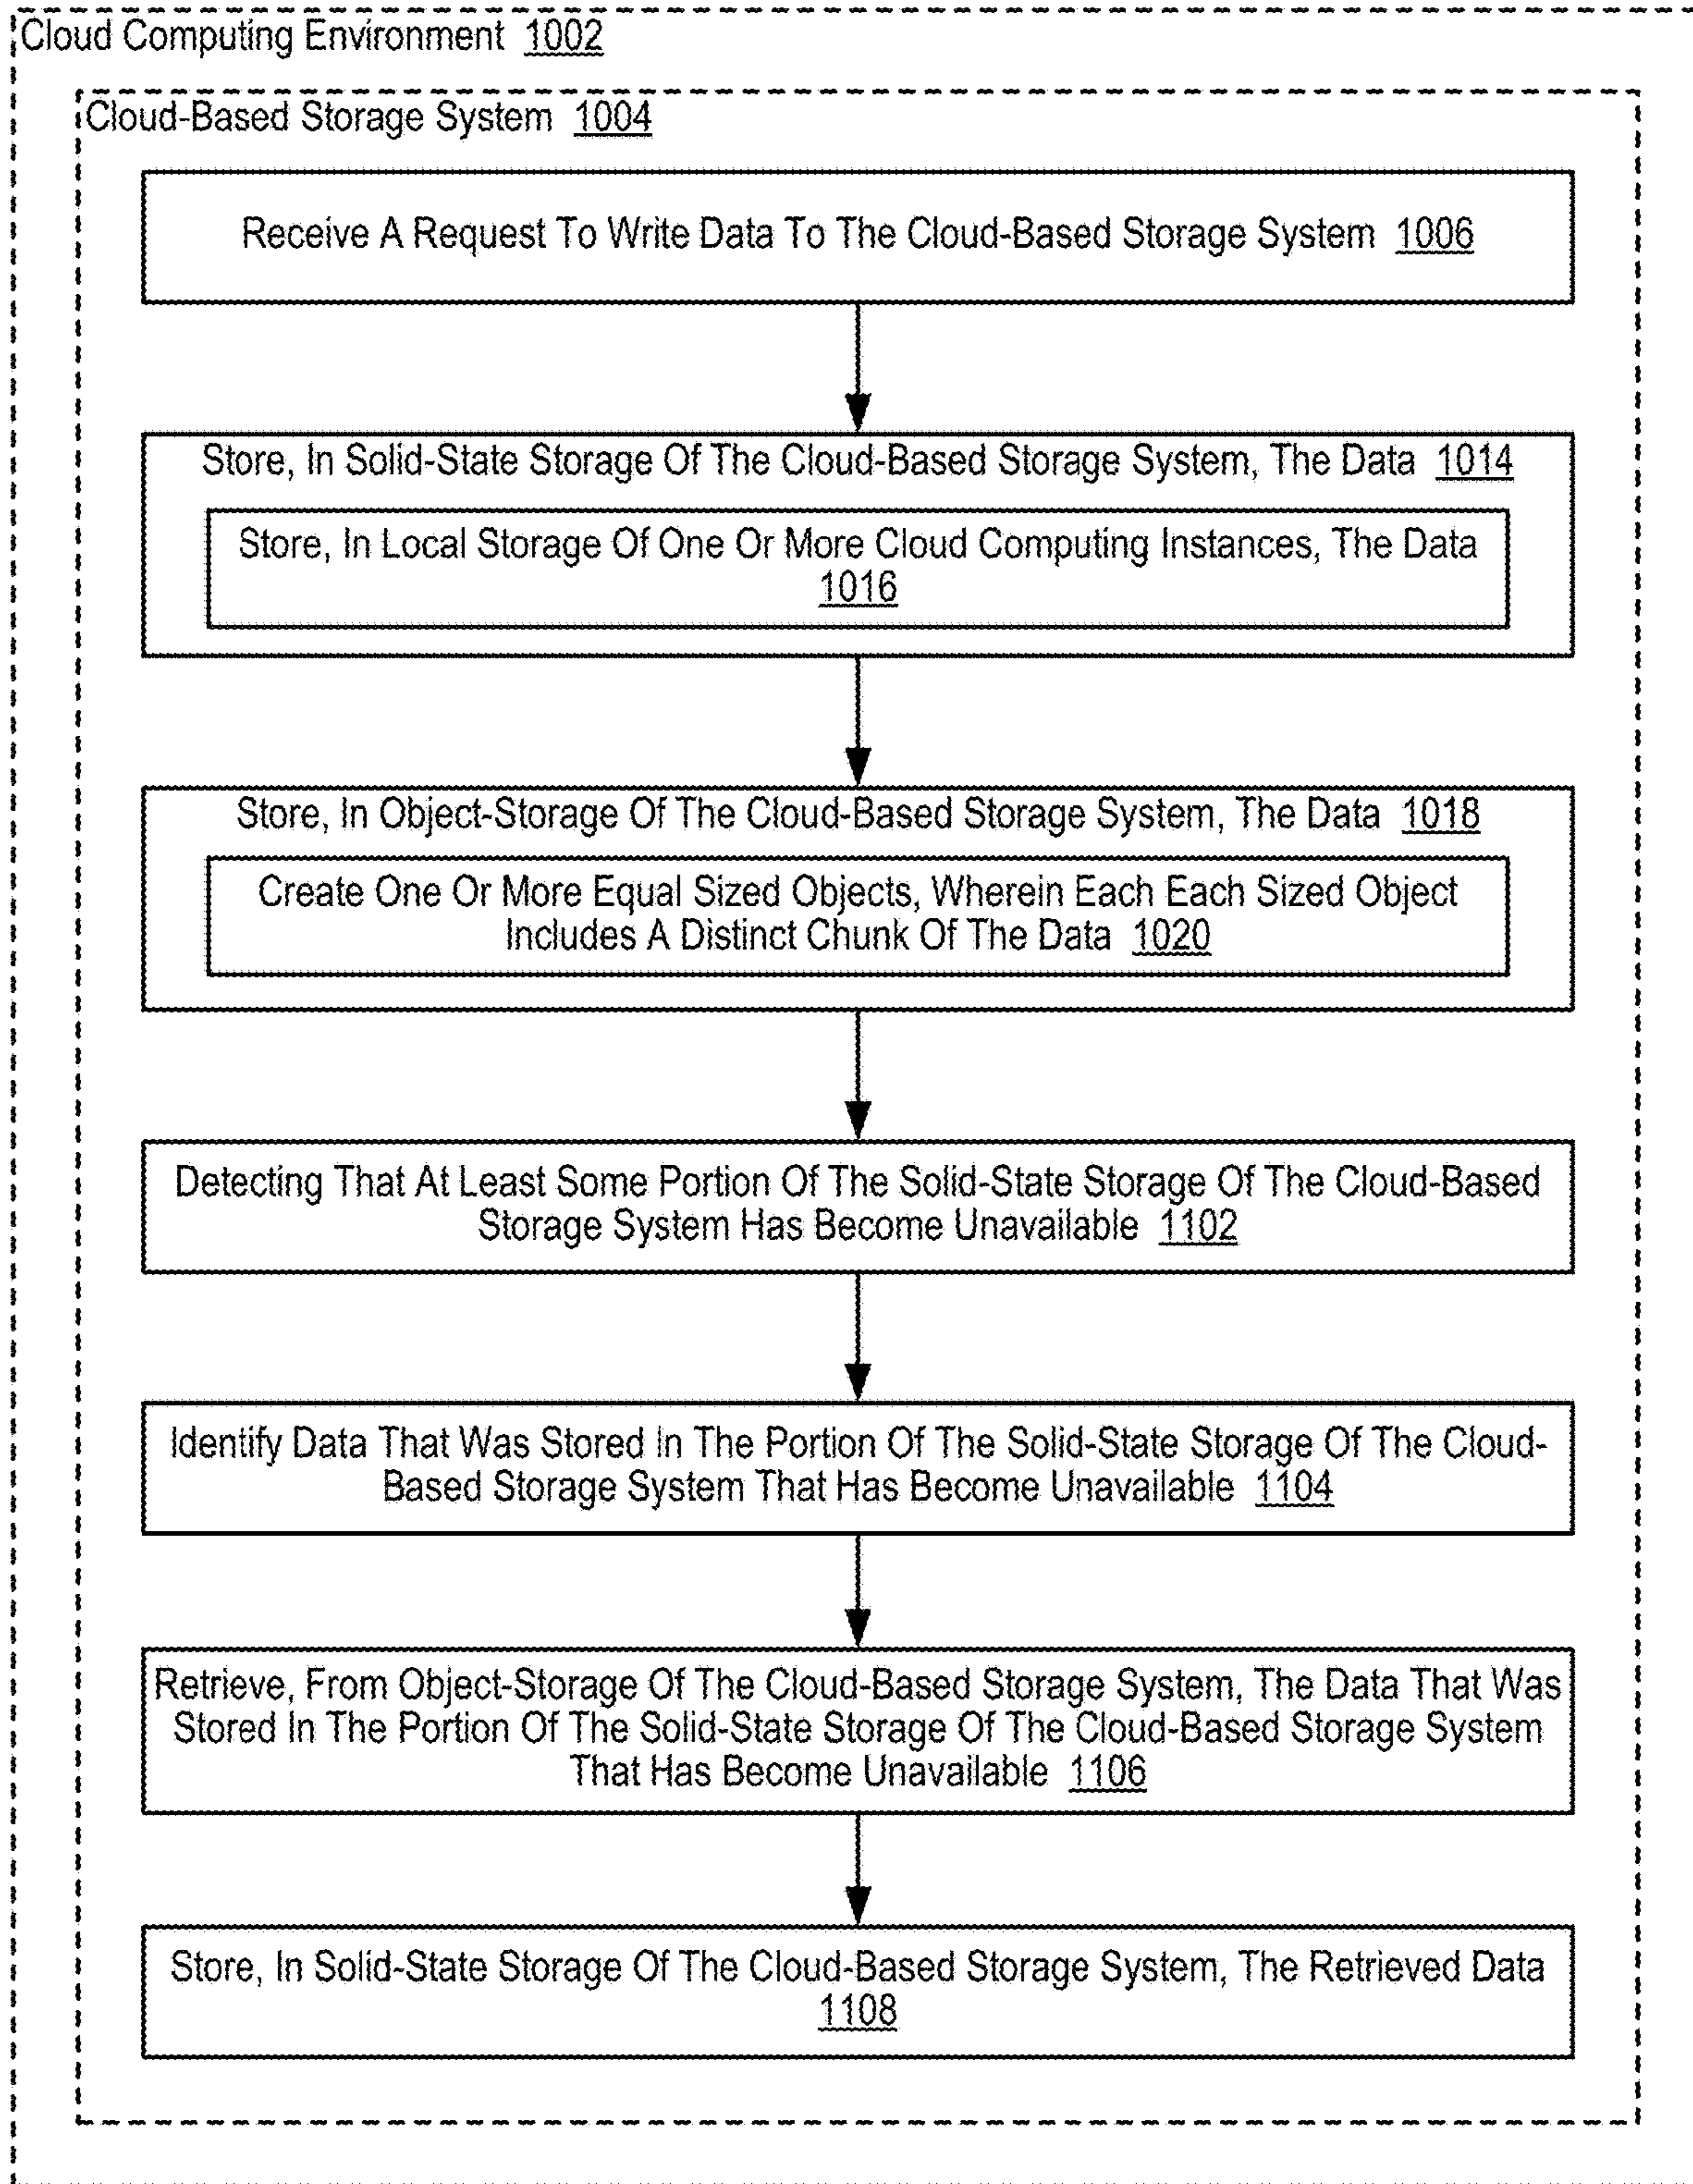 Cloud Computing Environment 1002
Cloud-Based Storage System 1004
Receive A Request To Write Data To The Cloud-Based Storage System 1006
Store, In Solid-State Storage Of The Cloud-Based Storage System, The Data 1014
Store, In Local Storage Of One Or More Cloud Computing Instances, The Data
1016
Store, In Object-Storage Of The Cloud-Based Storage System, The Data 1018
Create One Or More Equal Sized Objects, Wherein Each Each Sized Object
Includes A Distinct Chunk Of The Data 1020
Detecting That At Least Some Portion Of The Solid-State Storage Of The Cloud-Based
Storage System Has Become Unavailable 1102
Identify Data That Was Stored In The Portion Of The Solid-State Storage Of The Cloud-
Based Storage System That Has Become Unavailable 1104
Retrieve, From Object-Storage Of The Cloud-Based Storage System, The Data That Was
Stored In The Portion Of The Solid-State Storage Of The Cloud-Based Storage System
That Has Become Unavailable 1106
Store, In Solid-State Storage Of The Cloud-Based Storage System, The Retrieved Data
1108